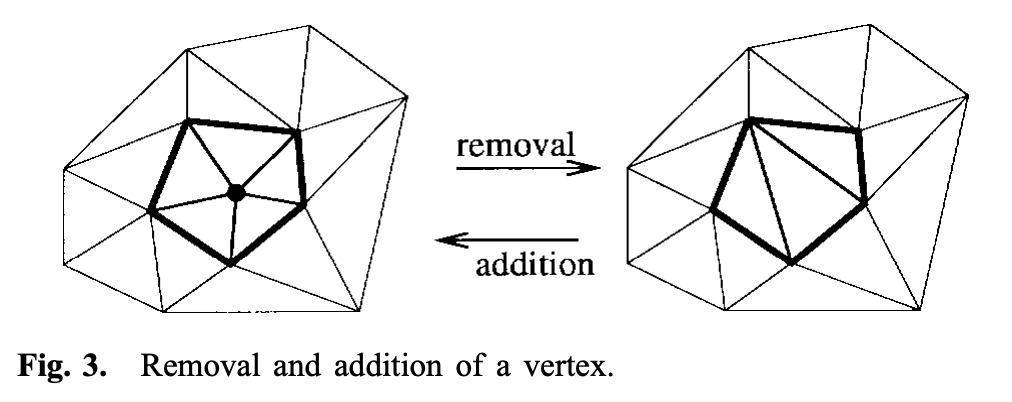 removal
addition
Fig. 3. Removal and addition of a vertex.